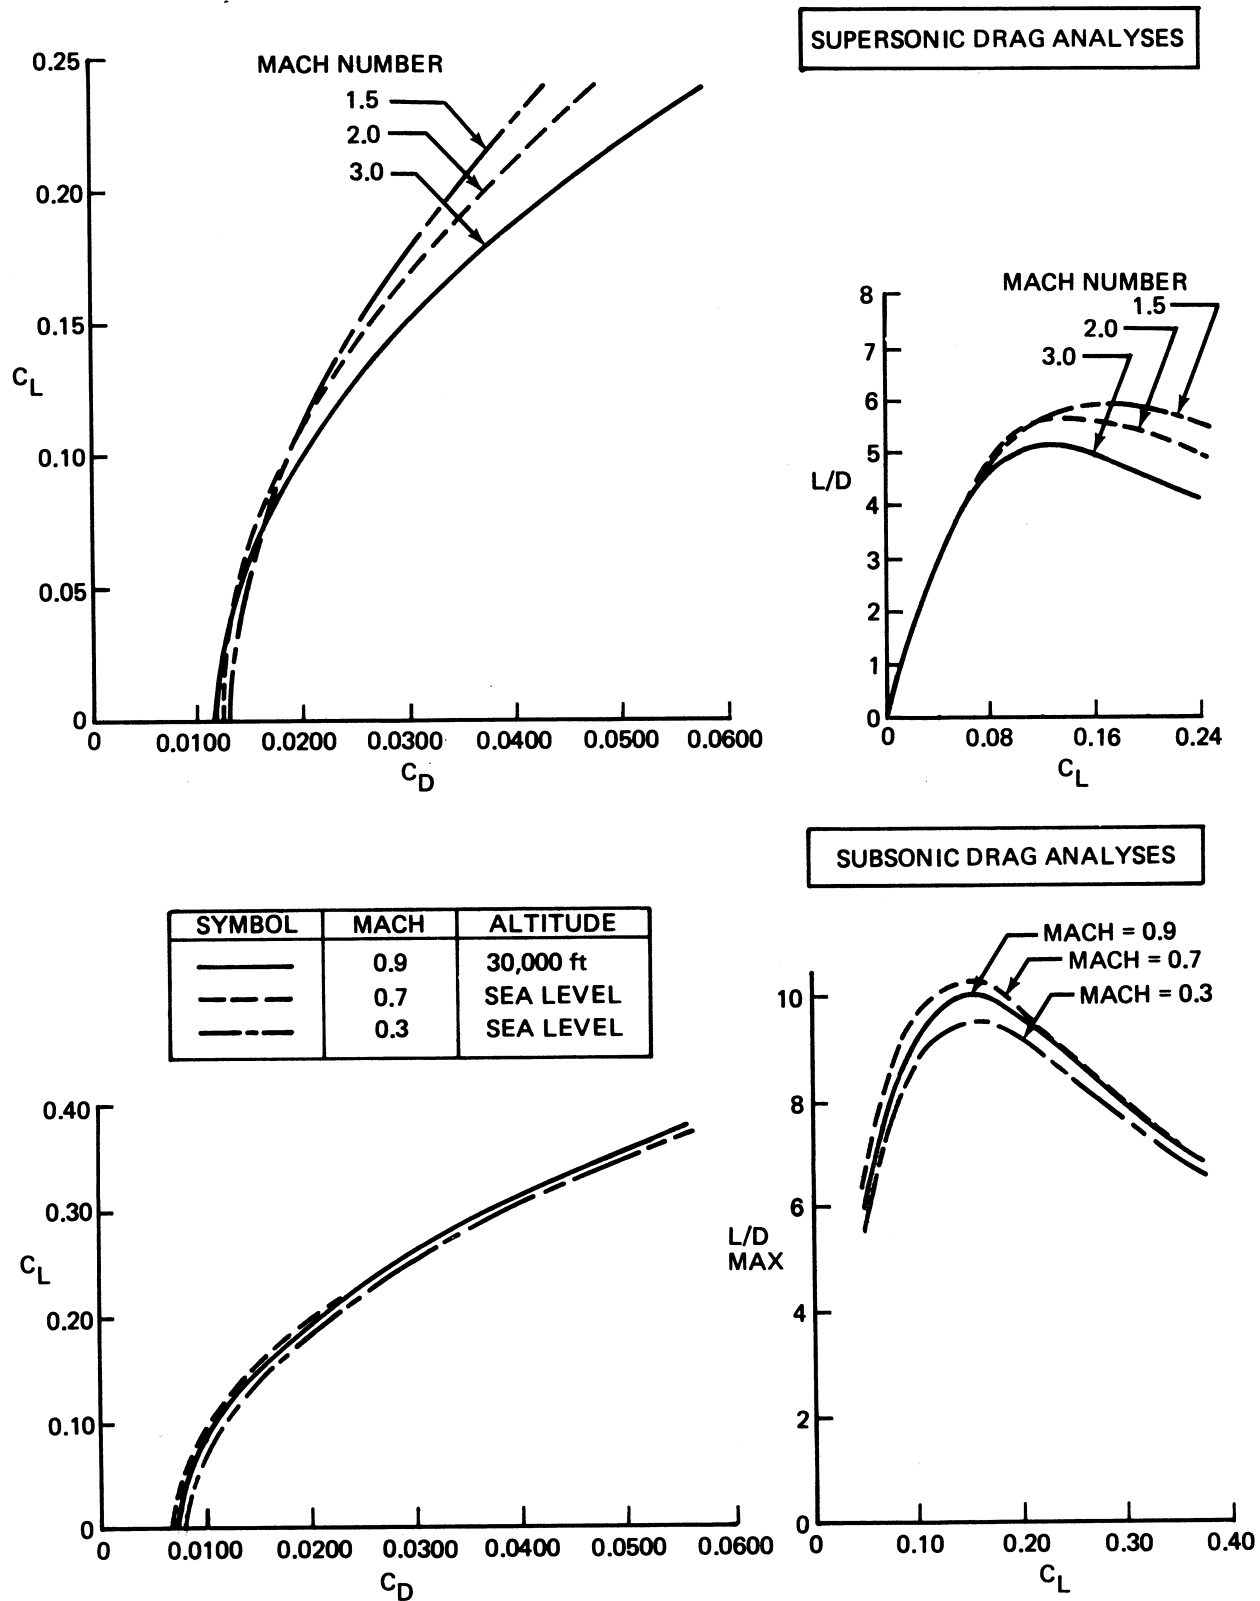 SUPERSONIC DRAG ANALYSES
MACH NUMBER
1.5
2.0
3.0
0.25
0.20
0.15
0.10
0.05
0
CL
0 0.0100 0.0200 0.0300 0.0400 0.0500 0.0600
CD
MACH NUMBER
1.5
2.0
3.0
8
7
6
5
4
3
2
1
0
L/D
0 0.08 0.16 0.24
CL
SUBSONIC DRAG ANALYSES
SYMBOL MACH ALTITUDE
0.9 30,000 ft
0.7 SEA LEVEL
0.3 SEA LEVEL
0.40
0.30
0.20
0.10
0
CL
0 0.0100 0.0200 0.0300 0.0400 0.0500 0.0600
CD
MACH = 0.9
MACH = 0.7
MACH = 0.3
10
8
6
4
2
0
L/D
MAX
0 0.10 0.20 0.30 0.40
CL